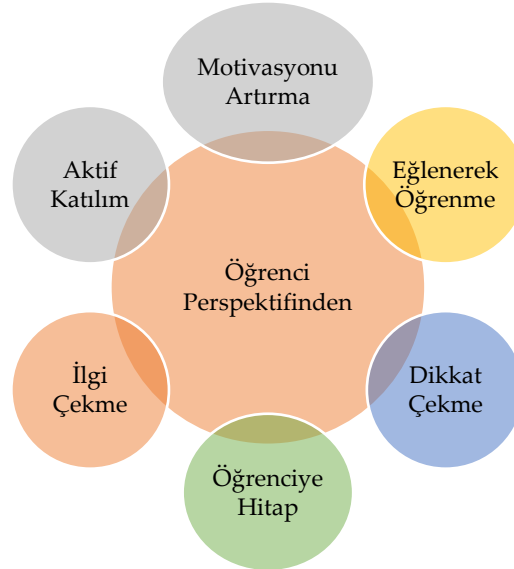 Motivasyonu
Artırma
Aktif
Katılım
Eğlenerek
Öğrenme
Öğrenci
Perspektifinden
İlgi
Çekme
Dikkat
Çekme
Öğrenciye
Hitap